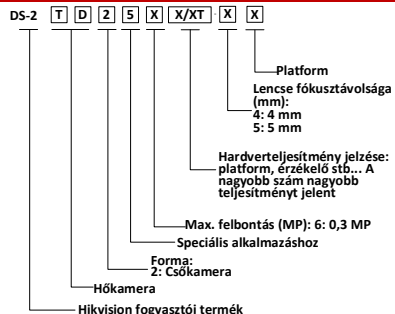 DS-2 T D 2 5 X X/XT - X X
Platform
Lencse fókusztávolsága
(mm):
4: 4 mm
5: 5 mm
Hardverteljesítmény jelzése:
platform, érzékelő stb... A
nagyobb szám nagyobb
teljesítményt jelent
Max. felbontás (MP): 6: 0,3 MP
Speciális alkalmazáshoz
Forma:
2: Csőkamera
Hőkamera
Hikvision fogyasztói termék